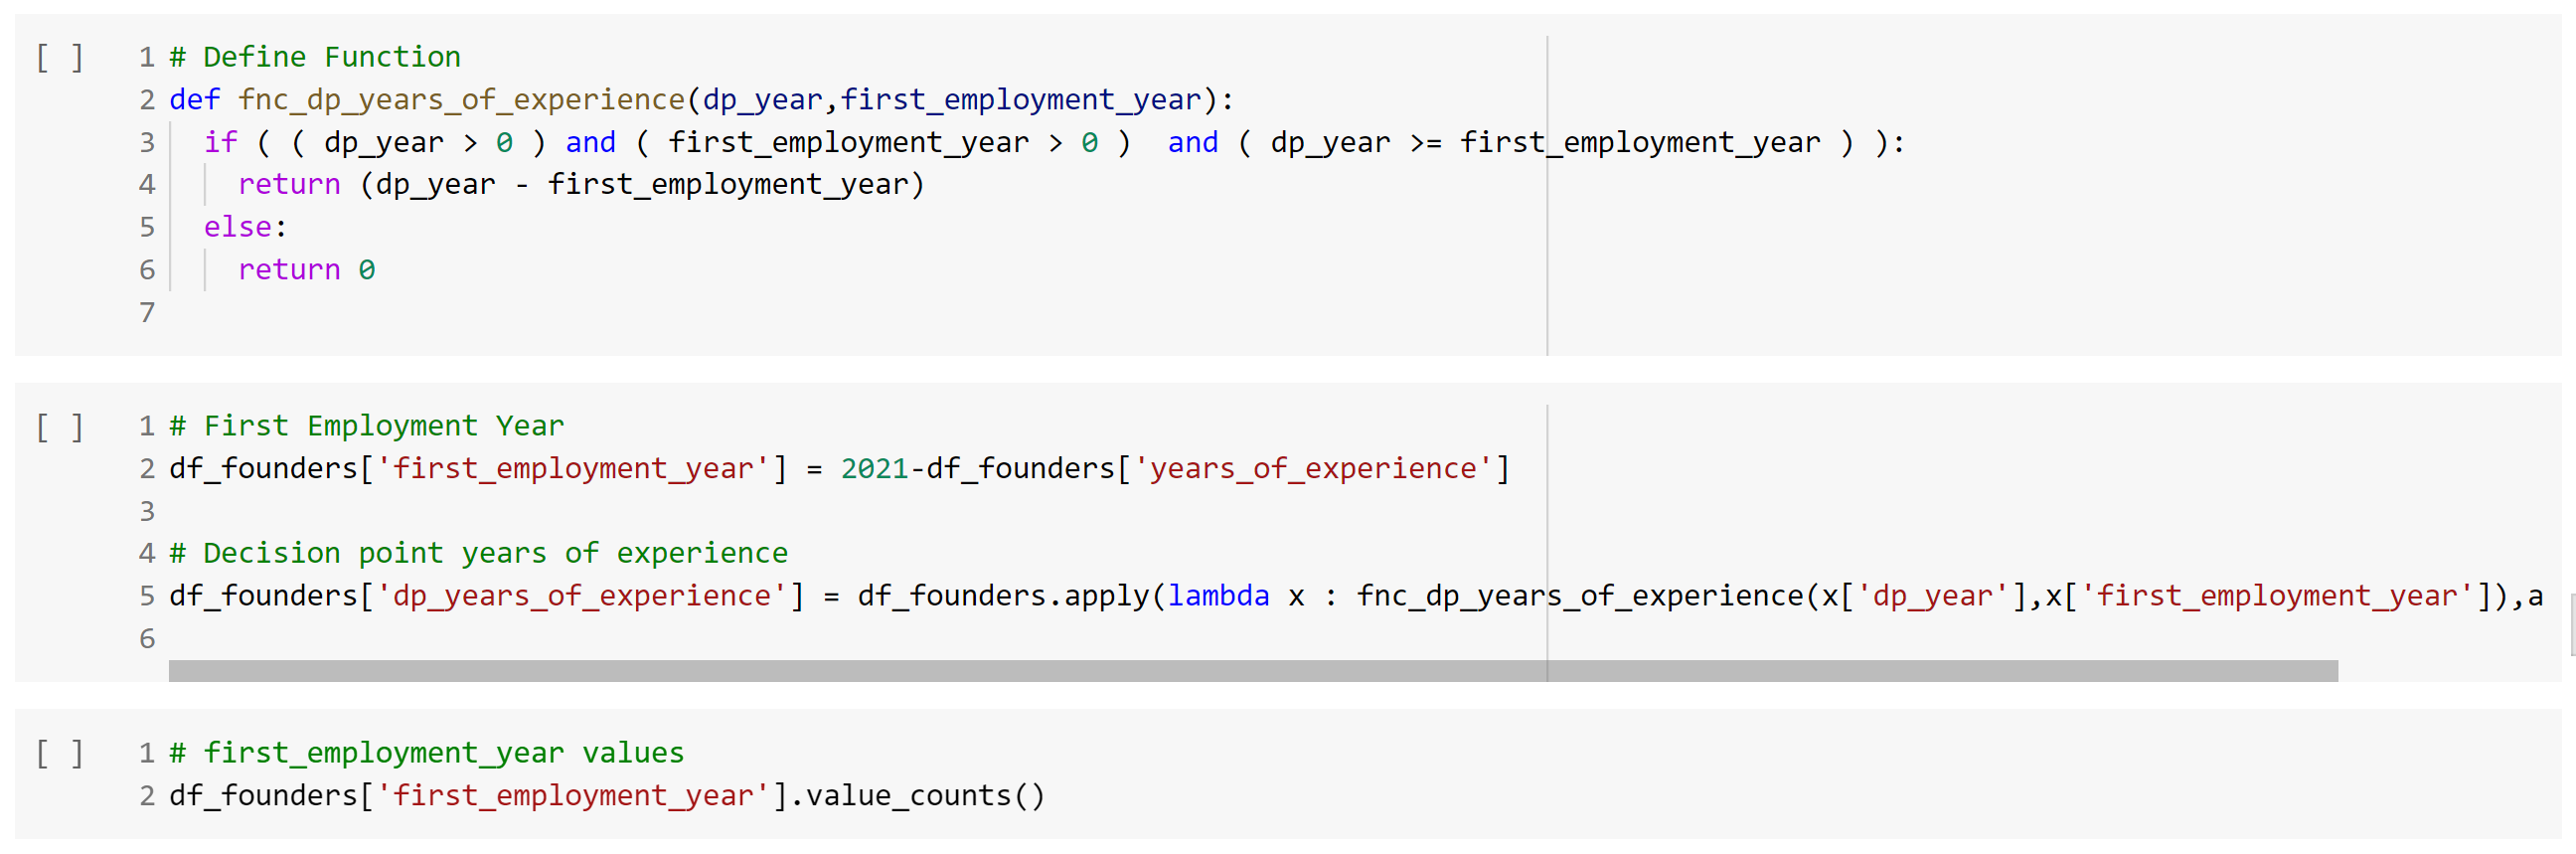 [ ] 1 # Define Function
2 def fnc_dp_years_of_experience(dp_year,first_employment_year):
3   if ( ( dp_year > 0 ) and ( first_employment_year > 0 )  and ( dp_year >= first_employment_year ) ):
4     return (dp_year - first_employment_year)
5   else:
6     return 0
7
[ ] 1 # First Employment Year
2 df_founders['first_employment_year'] = 2021-df_founders['years_of_experience']
3
4 # Decision point years of experience
5 df_founders['dp_years_of_experience'] = df_founders.apply(lambda x : fnc_dp_years_of_experience(x['dp_year'],x['first_employment_year']),a
6
[ ] 1 # first_employment_year values
2 df_founders['first_employment_year'].value_counts()